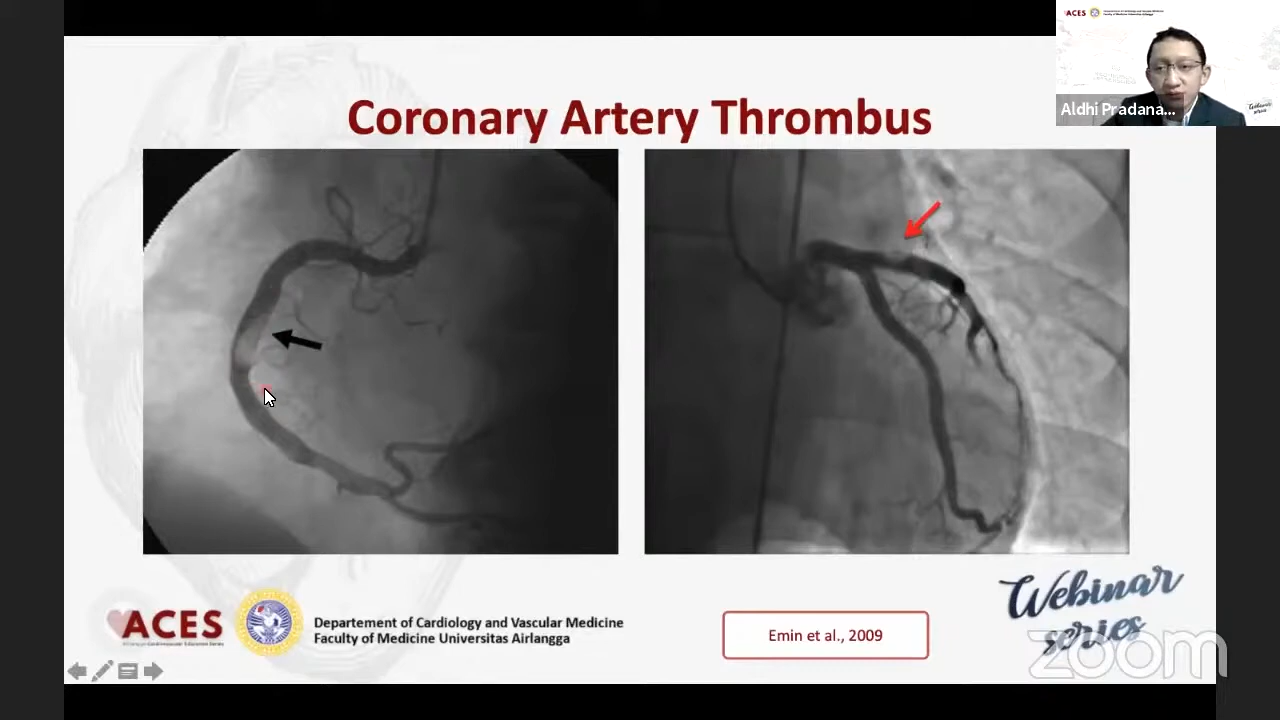 ACES
Aldhi Pradana...
Coronary Artery Thrombus
ACES
Departement of Cardiology and Vascular Medicine
Faculty of Medicine Universitas Airlangga
Emin et al., 2009
Webinar
series
zoom